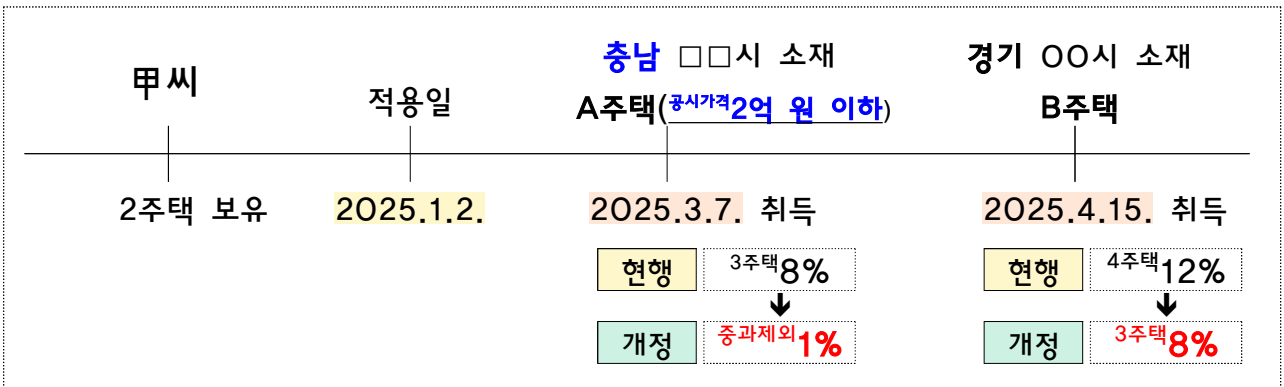 甲씨
적용일
충남 □□시 소재
A주택(공시가격2억 원 이하)
경기 OO시 소재
B주택
2주택 보유
2025.1.2.
2025.3.7. 취득
2025.4.15. 취득
현행 3주택8%
현행 4주택12%
🡻
🡻
개정 중과제외1%
개정 3주택8%